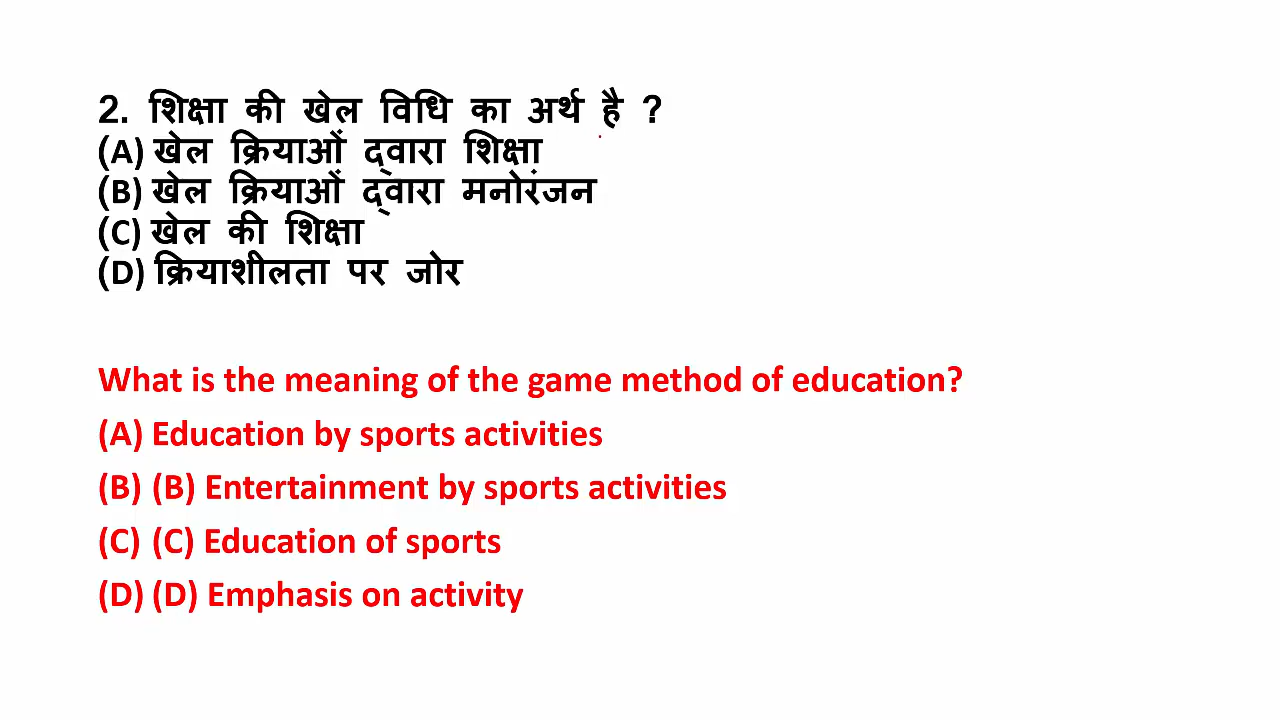 2. शिक्षा की खेल विधि का अर्थ है ?
(A) खेल क्रियाओं द्वारा शिक्षा
(B) खेल क्रियाओं द्वारा मनोरंजन
(C) खेल की शिक्षा
(D) क्रियाशीलता पर जोर
What is the meaning of the game method of education?
(A) Education by sports activities
(B) (B) Entertainment by sports activities
(C) (C) Education of sports
(D) (D) Emphasis on activity